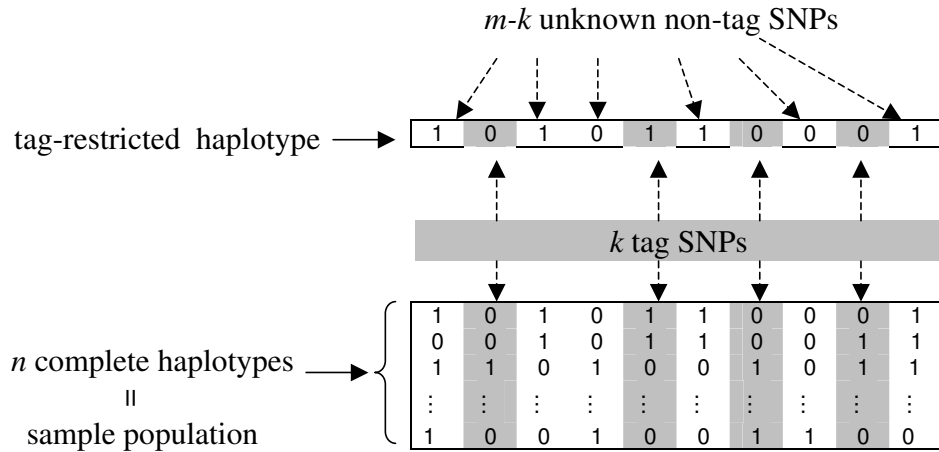 m-k unknown non-tag SNPs
tag-restricted haplotype
1 0 1 0 1 1 0 0 0 1
k tag SNPs
1 0 1 0 1 1 0 0 0 1
0 0 1 0 1 1 0 0 1 1
n complete haplotypes
1 1 0 1 0 0 1 0 1 1
=
⋮ ⋮ ⋮ ⋮ ⋮ ⋮ ⋮ ⋮ ⋮ ⋮
sample population
1 0 0 1 0 0 1 1 0 0